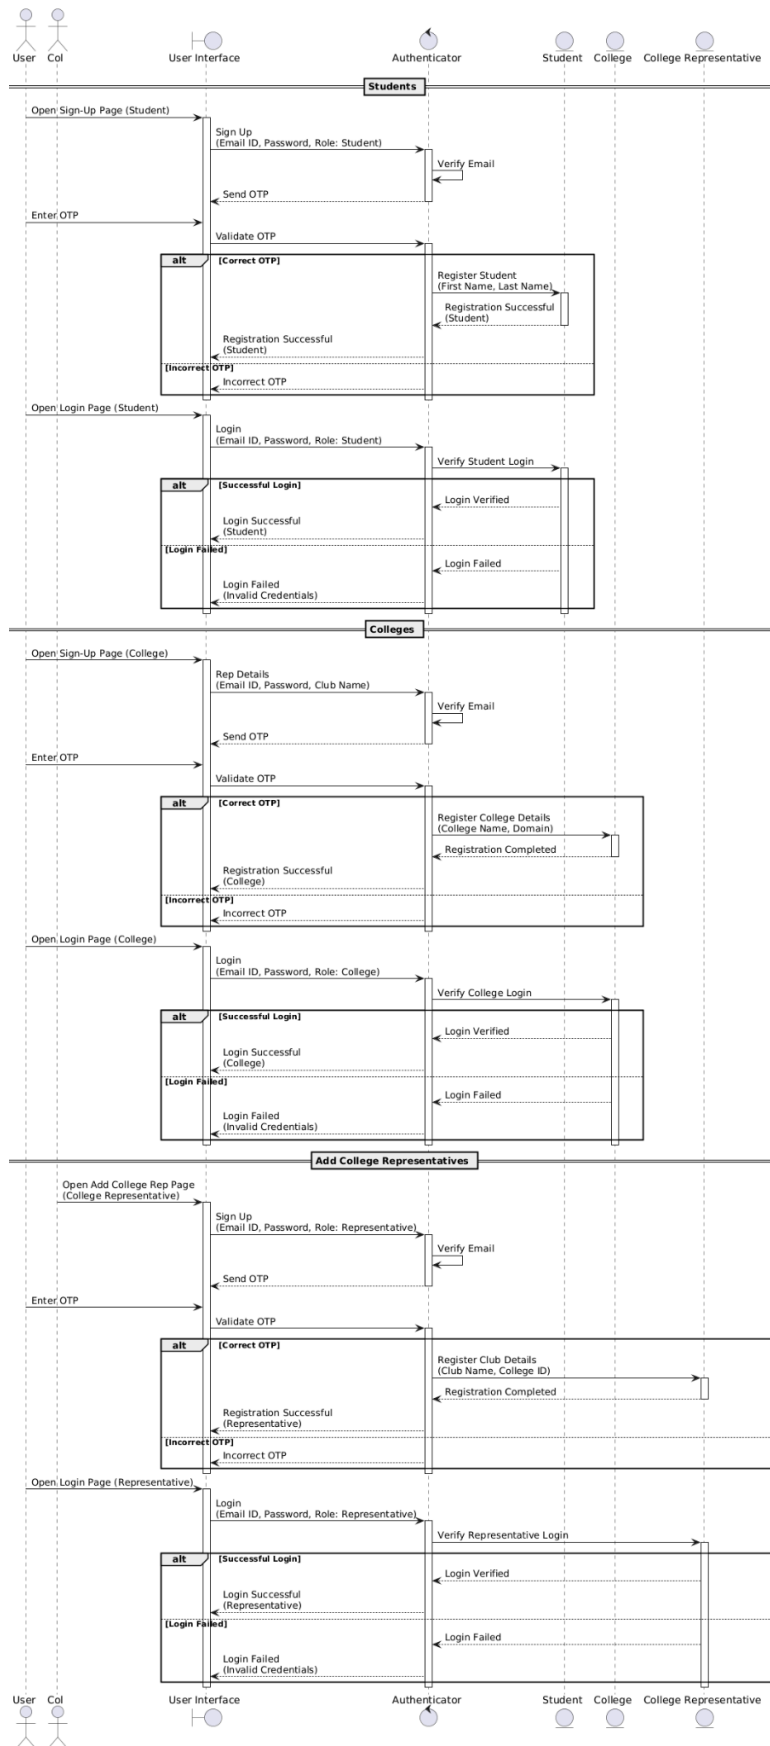 User
Col
User Interface
Authenticator
Student
College
College Representative
Students
Open Sign-Up Page (Student)
Sign Up
(Email ID, Password, Role: Student)
Verify Email
Send OTP
Enter OTP
Validate OTP
alt
[Correct OTP]
Register Student
(First Name, Last Name)
Registration Successful
(Student)
Registration Successful
(Student)
[Incorrect OTP]
Incorrect OTP
Open Login Page (Student)
Login
(Email ID, Password, Role: Student)
Verify Student Login
alt
[Successful Login]
Login Verified
Login Successful
(Student)
[Login Failed]
Login Failed
Login Failed
(Invalid Credentials)
Colleges
Open Sign-Up Page (College)
Rep Details
(Email ID, Password, Club Name)
Verify Email
Send OTP
Enter OTP
Validate OTP
alt
[Correct OTP]
Register College Details
(College Name, Domain)
Registration Completed
Registration Successful
(College)
[Incorrect OTP]
Incorrect OTP
Open Login Page (College)
Login
(Email ID, Password, Role: College)
Verify College Login
alt
[Successful Login]
Login Verified
Login Successful
(College)
[Login Failed]
Login Failed
Login Failed
(Invalid Credentials)
Add College Representatives
Open Add College Rep Page
(College Representative)
Sign Up
(Email ID, Password, Role: Representative)
Verify Email
Send OTP
Enter OTP
Validate OTP
alt
[Correct OTP]
Register Club Details
(Club Name, College ID)
Registration Completed
Registration Successful
(Representative)
[Incorrect OTP]
Incorrect OTP
Open Login Page (Representative)
Login
(Email ID, Password, Role: Representative)
Verify Representative Login
alt
[Successful Login]
Login Verified
Login Successful
(Representative)
[Login Failed]
Login Failed
Login Failed
(Invalid Credentials)
User
Col
User Interface
Authenticator
Student
College
College Representative